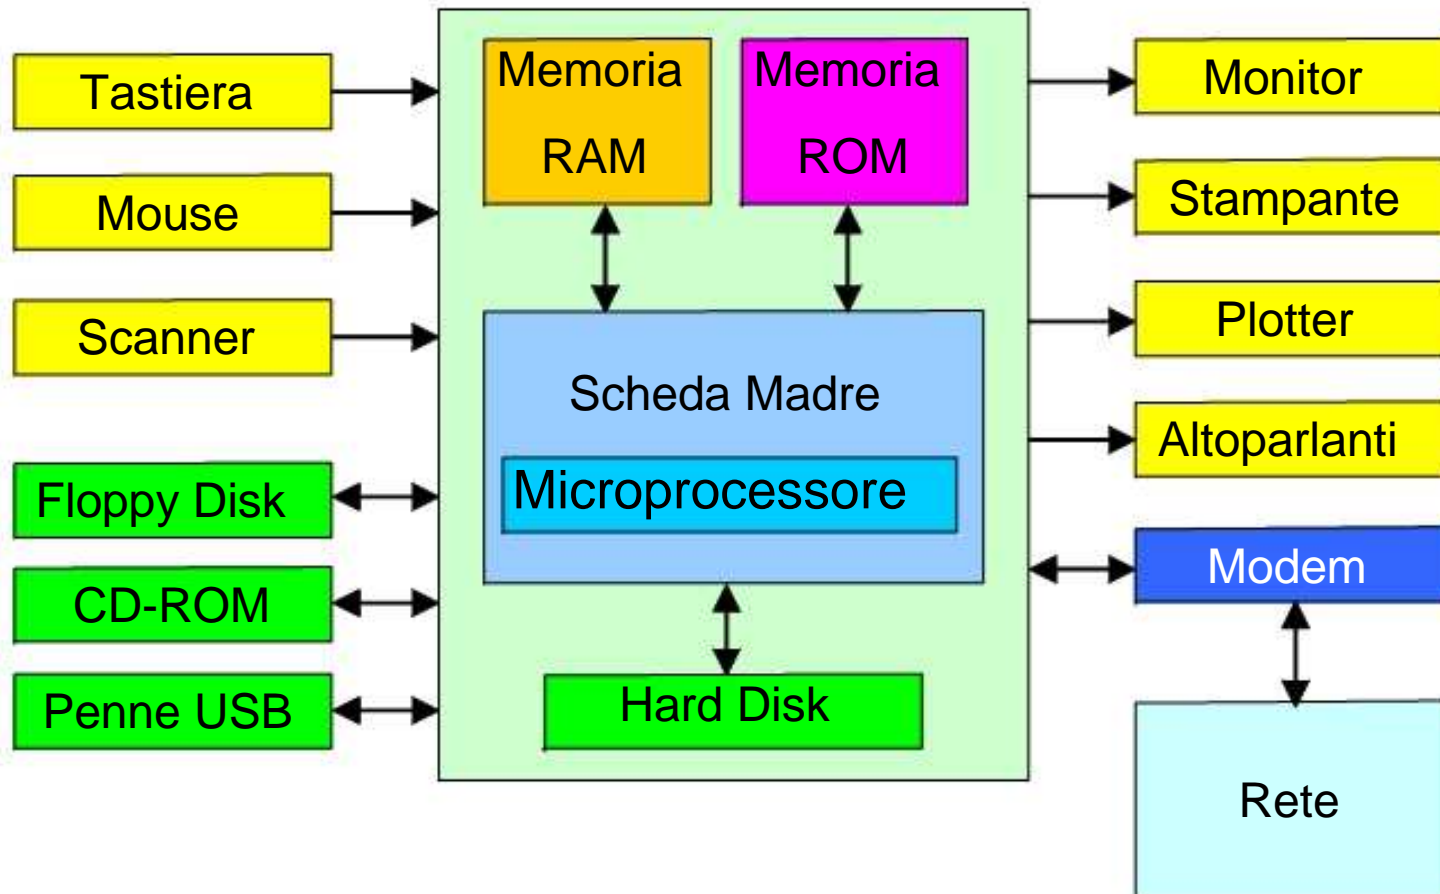 Tastiera
Mouse
Scanner
Floppy Disk
CD-ROM
Penne USB
Memoria
RAM
Memoria
ROM
Scheda Madre
Microprocessore
Hard Disk
Monitor
Stampante
Plotter
Altoparlanti
Modem
Rete